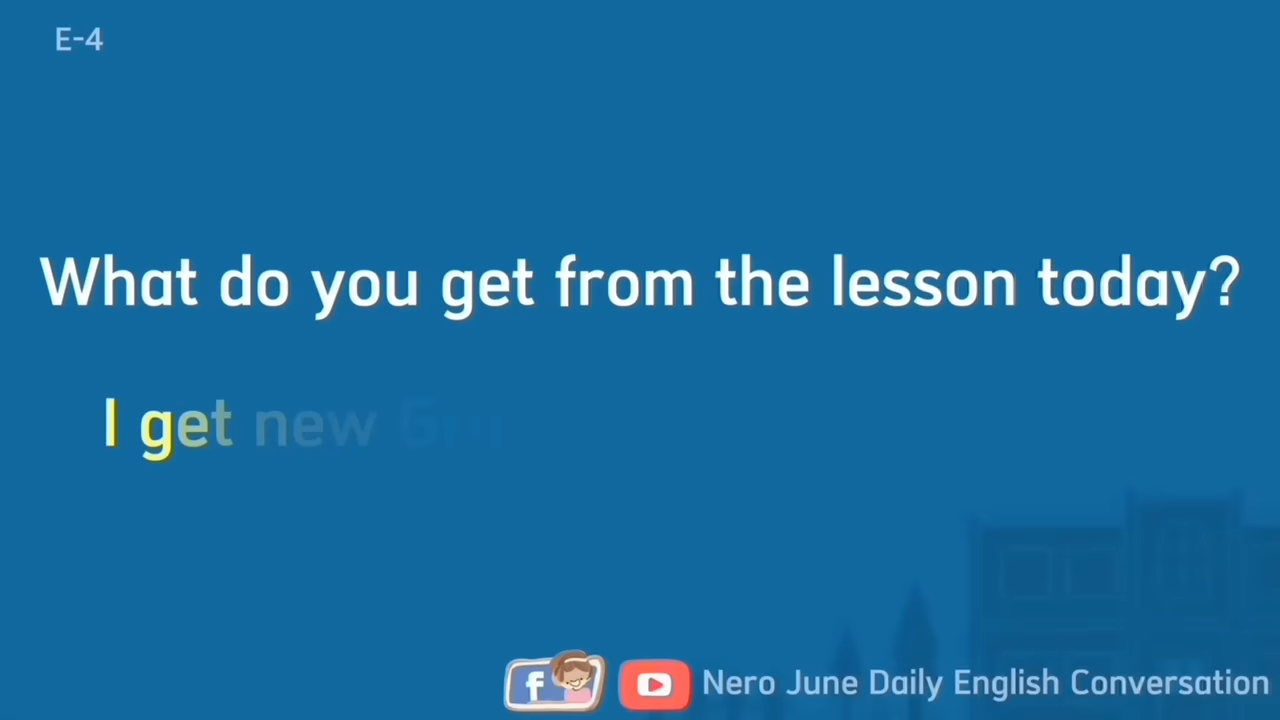 E-4
What do you get from the lesson today?
I get new
Nero June Daily English Conversation